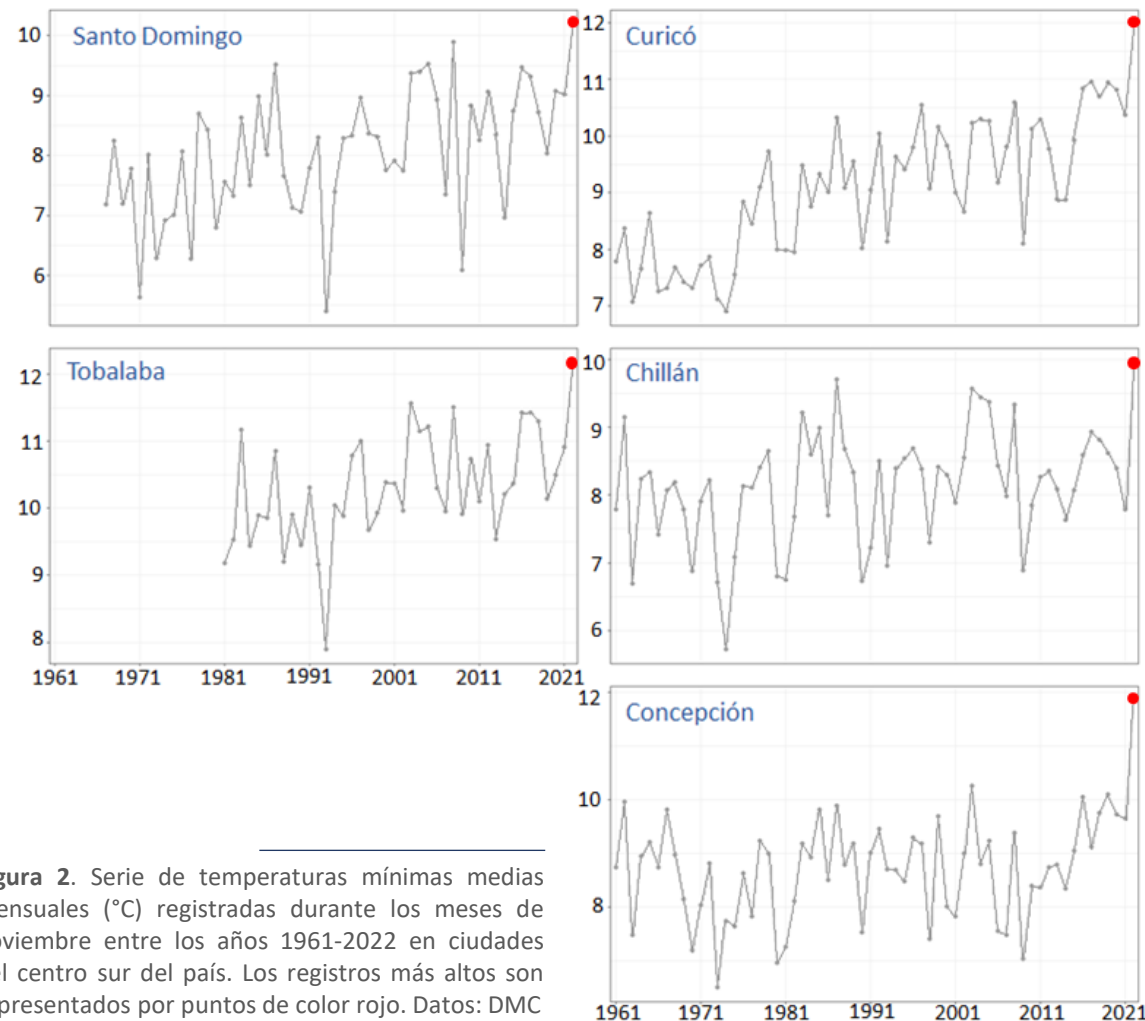 Santo Domingo
10
9
8
7
6
Curicó
12
11
10
9
8
7
Tobalaba
12
11
10
9
8
1961 1971 1981 1991 2001 2011 2021
Chillán
10
9
8
7
6
Concepción
12
10
8
1961 1971 1981 1991 2001 2011 2021
gura 2. Serie de temperaturas mínimas medias
ensuales (°C) registradas durante los meses de
oviembre entre los años 1961-2022 en ciudades
el centro sur del país. Los registros más altos son
presentados por puntos de color rojo. Datos: DMC